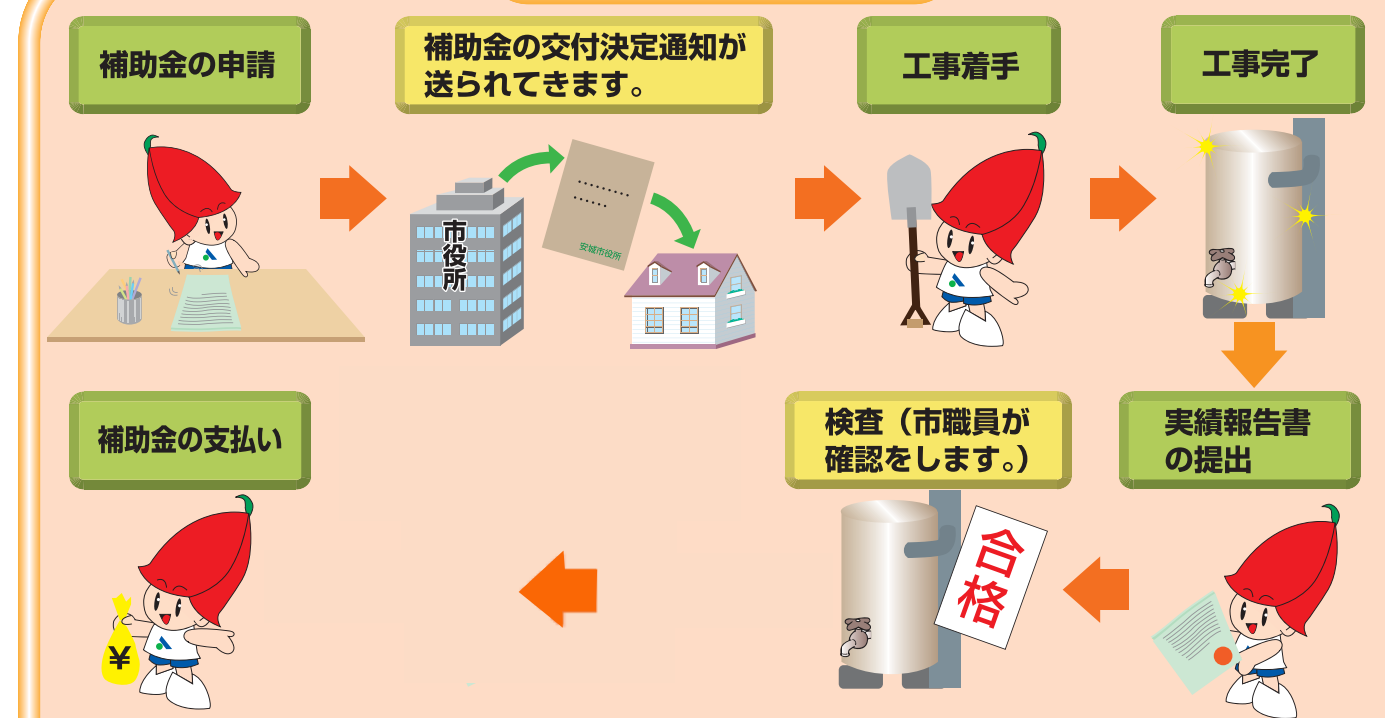 補助金の申請
補助金の交付決定通知が
送られてきます。
工事着手
工事完了
市役所
安城市役所
補助金の支払い
検査（市職員が
確認をします。）
実績報告書
の提出
合格
¥